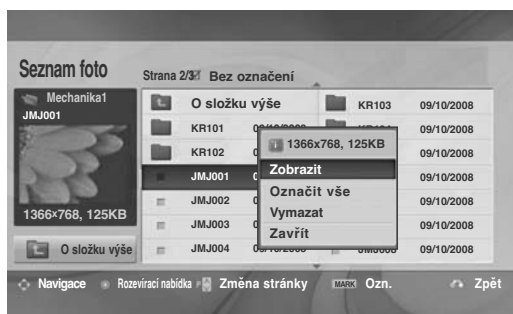 Seznam foto
Strana 2/3 Bez označení
Mechanika1
JMJ001
1366×768, 125KB
O složku výše
O složku výše
KR103 09/10/2008
KR101
09/10/2008
KR102
09/10/2008
JMJ001
09/10/2008
JMJ002
09/10/2008
JMJ003
09/10/2008
JMJ004
09/10/2008
1366x768, 125KB
Zobrazit
Označit vše
Vymazat
Zavřít
Navigace Rozevírací nabídka Změna stránky MARK Ozn. Zpět